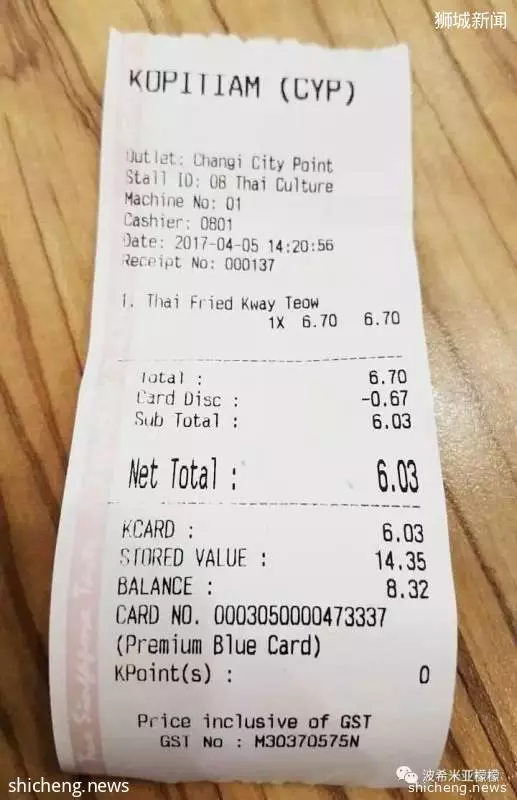 狮城新闻
KOPITIAM (CYP)
Outlet: Changi City Point
Stall ID: 08 Thai Culture
Machine No: 01
Cashier: 0801
Date: 2017-04-05 14:20:56
Receipt No: 000137
1. Thai Fried Kway Teow
1X 6.70 6.70
Total : 6.70
Card Disc : -0.67
Sub Total : 6.03
Net Total : 6.03
KCARD : 6.03
STORED VALUE : 14.35
BALANCE : 8.32
CARD NO. 0003050000473337
(Premium Blue Card)
KPoint(s) : 0
Price inclusive of GST
GST No : M30370575N
波希米亚檬檬
shicheng.news
shicheng.news